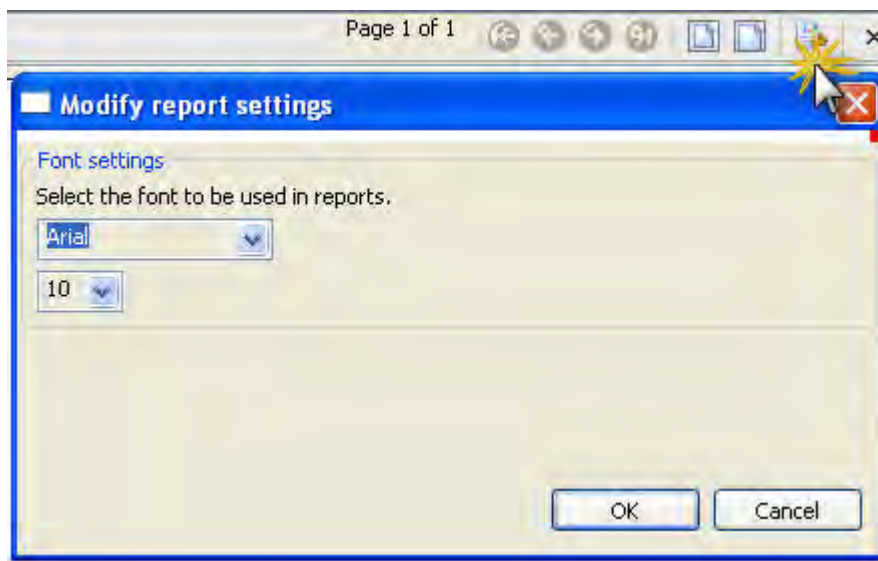 Page 1 of 1
Modify report settings
Font settings
Select the font to be used in reports.
Arial
10
OK
Cancel